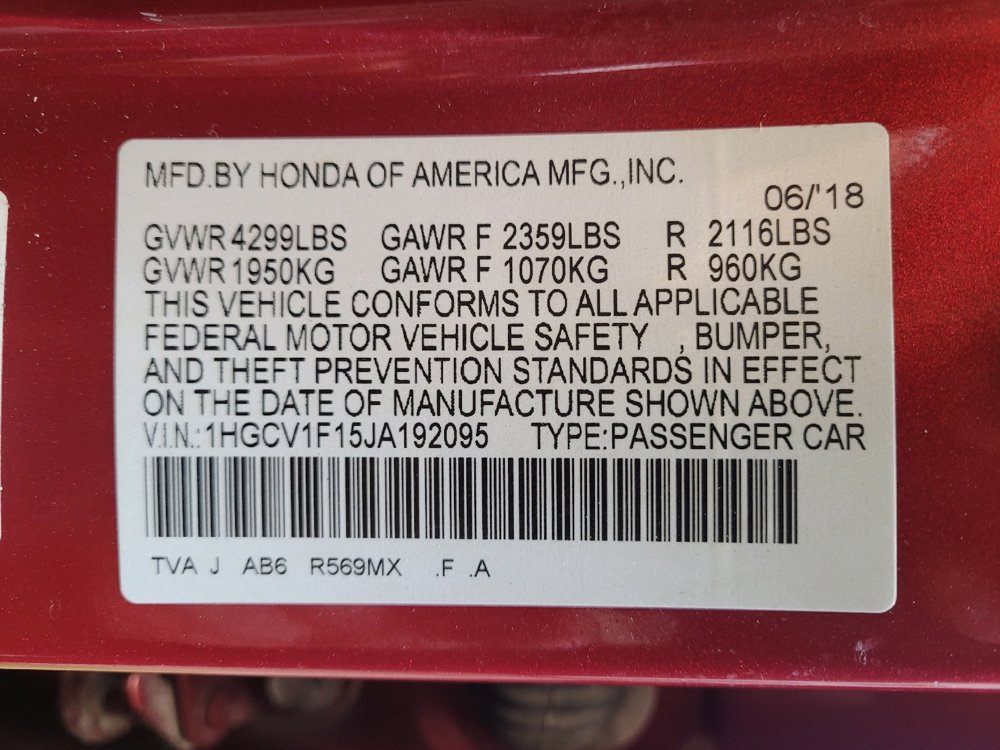 MFD.BY HONDA OF AMERICA MFG.,INC.
06/'18
GVWR 4299LBS GAWR F 2359LBS R 2116LBS
GVWR 1950KG GAWR F 1070KG R 960KG
THIS VEHICLE CONFORMS TO ALL APPLICABLE
FEDERAL MOTOR VEHICLE SAFETY , BUMPER,
AND THEFT PREVENTION STANDARDS IN EFFECT
ON THE DATE OF MANUFACTURE SHOWN ABOVE.
V.I.N.:1HGCV1F15JA192095 TYPE:PASSENGER CAR
TVA J AB6 R569MX .F .A